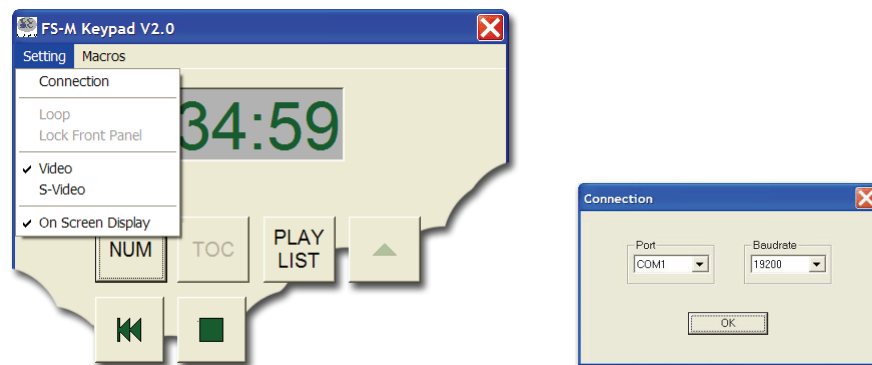 FS-M Keypad V2.0
Setting Macros
Connection
Loop
Lock Front Panel
Video
S-Video
On Screen Display
34:59
NUM
TOC
PLAY
LIST
Connection
Port
COM1
Baudrate
19200
OK